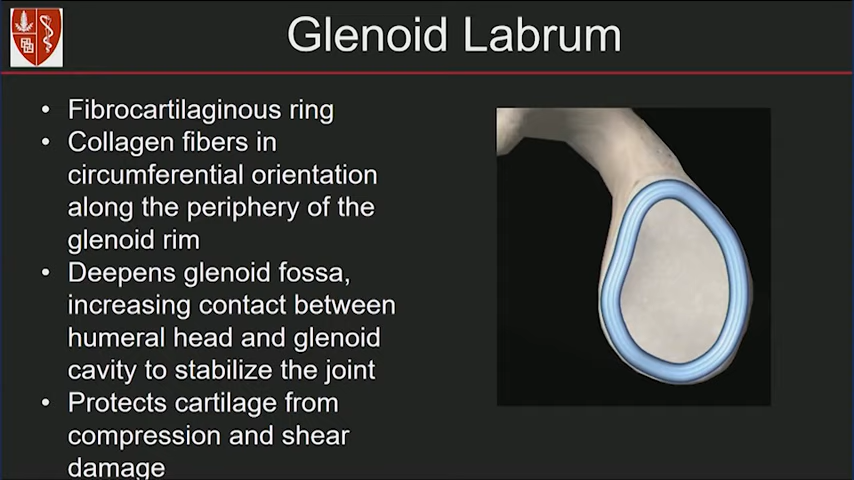 Glenoid Labrum
• Fibrocartilaginous ring
• Collagen fibers in
circumferential orientation
along the periphery of the
glenoid rim
• Deepens glenoid fossa,
increasing contact between
humeral head and glenoid
cavity to stabilize the joint
• Protects cartilage from
compression and shear
damage